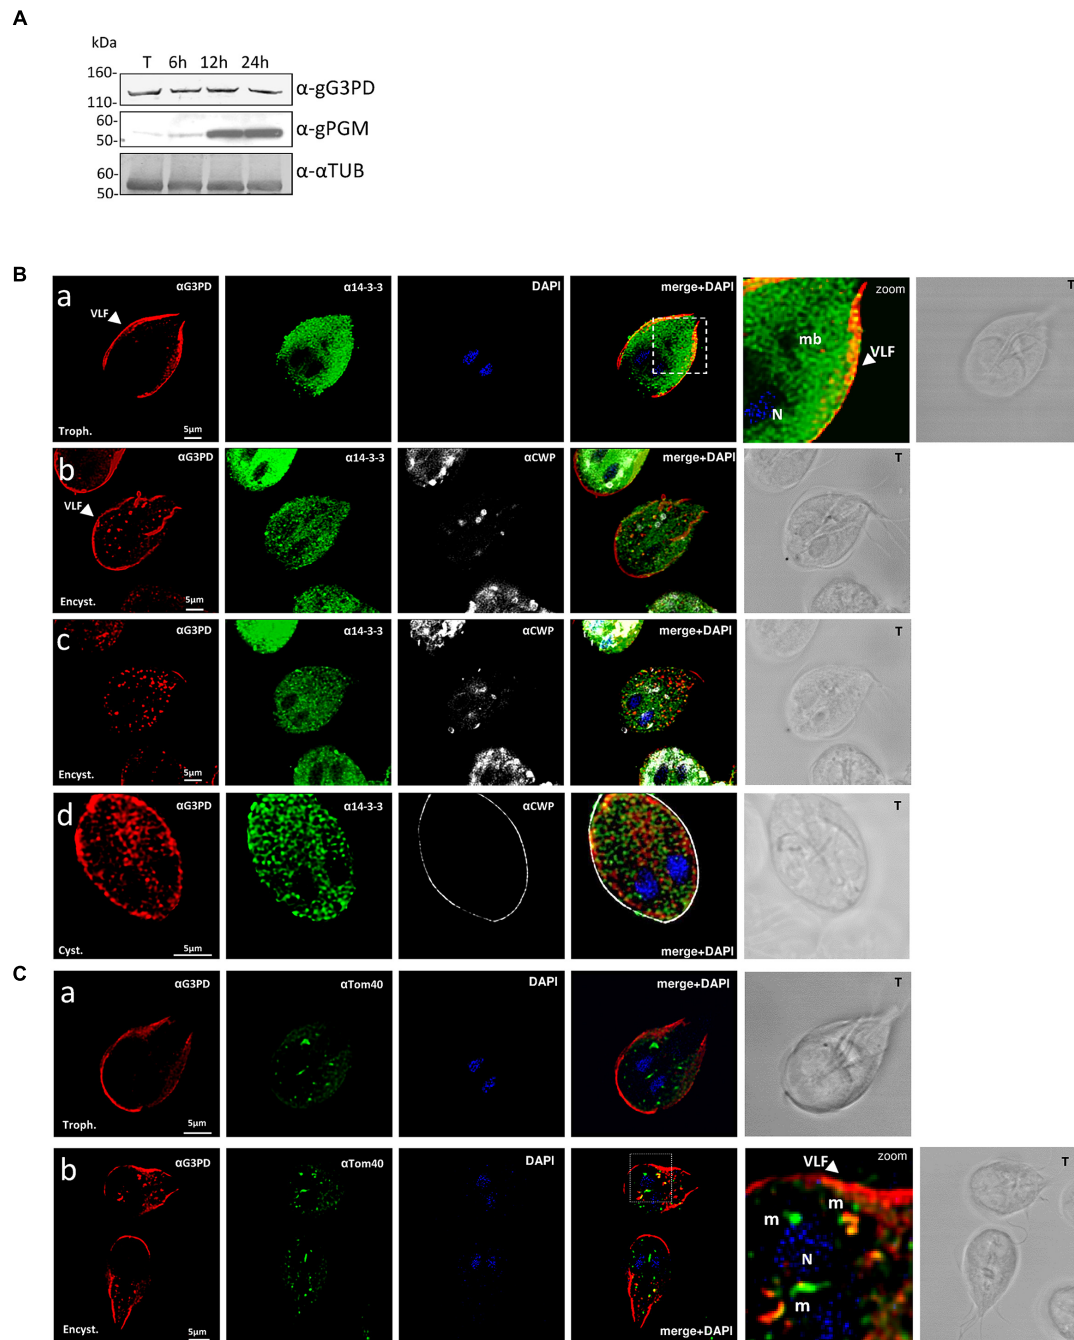 A
kDa
T 6h 12h 24h
160-
110-
α-gG3PD
60-
50-
α-gPGM
60-
50-
α-αTUB
B
a
αG3PD
VLF
Troph.
5µm
α14-3-3
DAPI
merge+DAPI
zoom
mb
VLF
N
T
b
αG3PD
VLF
Encyst.
5µm
α14-3-3
αCWP
merge+DAPI
T
c
αG3PD
Encyst.
5µm
α14-3-3
αCWP
merge+DAPI
T
d
αG3PD
Cyst.
5µm
α14-3-3
αCWP
merge+DAPI
T
C
a
αG3PD
Troph.
5µm
αTom40
DAPI
merge+DAPI
T
b
αG3PD
Encyst.
5µm
αTom40
DAPI
merge+DAPI
zoom
VLF
m
m
N
m
T